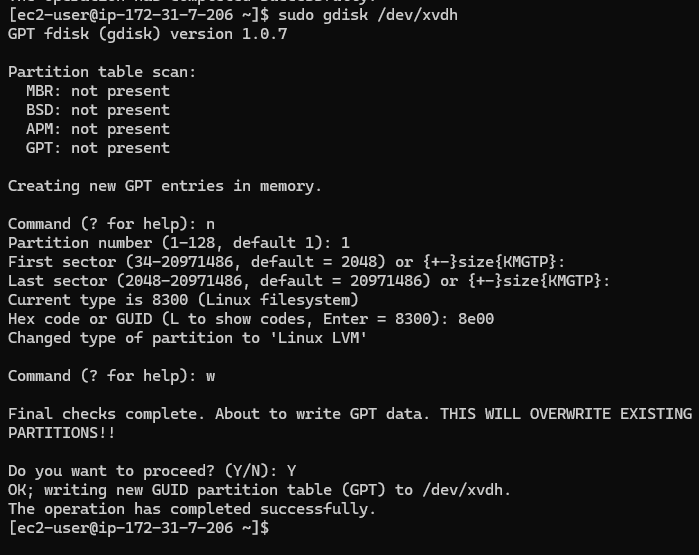 The operation has completed successfully.
[ec2-user@ip-172-31-7-206 ~]$ sudo gdisk /dev/xvdh
GPT fdisk (gdisk) version 1.0.7
Partition table scan:
MBR: not present
BSD: not present
APM: not present
GPT: not present
Creating new GPT entries in memory.
Command (? for help): n
Partition number (1-128, default 1): 1
First sector (34-20971486, default = 2048) or {+-}size{KMGTP}:
Last sector (2048-20971486, default = 20971486) or {+-}size{KMGTP}:
Current type is 8300 (Linux filesystem)
Hex code or GUID (L to show codes, Enter = 8300): 8e00
Changed type of partition to 'Linux LVM'
Command (? for help): w
Final checks complete. About to write GPT data. THIS WILL OVERWRITE EXISTING
PARTITIONS!!
Do you want to proceed? (Y/N): Y
OK; writing new GUID partition table (GPT) to /dev/xvdh.
The operation has completed successfully.
[ec2-user@ip-172-31-7-206 ~]$